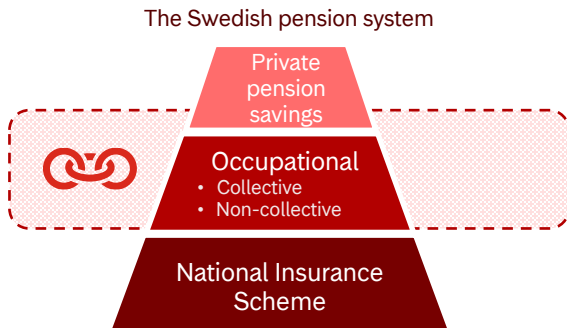 The Swedish pension system
Private
pension
savings
Occupational
• Collective
• Non-collective
National Insurance
Scheme